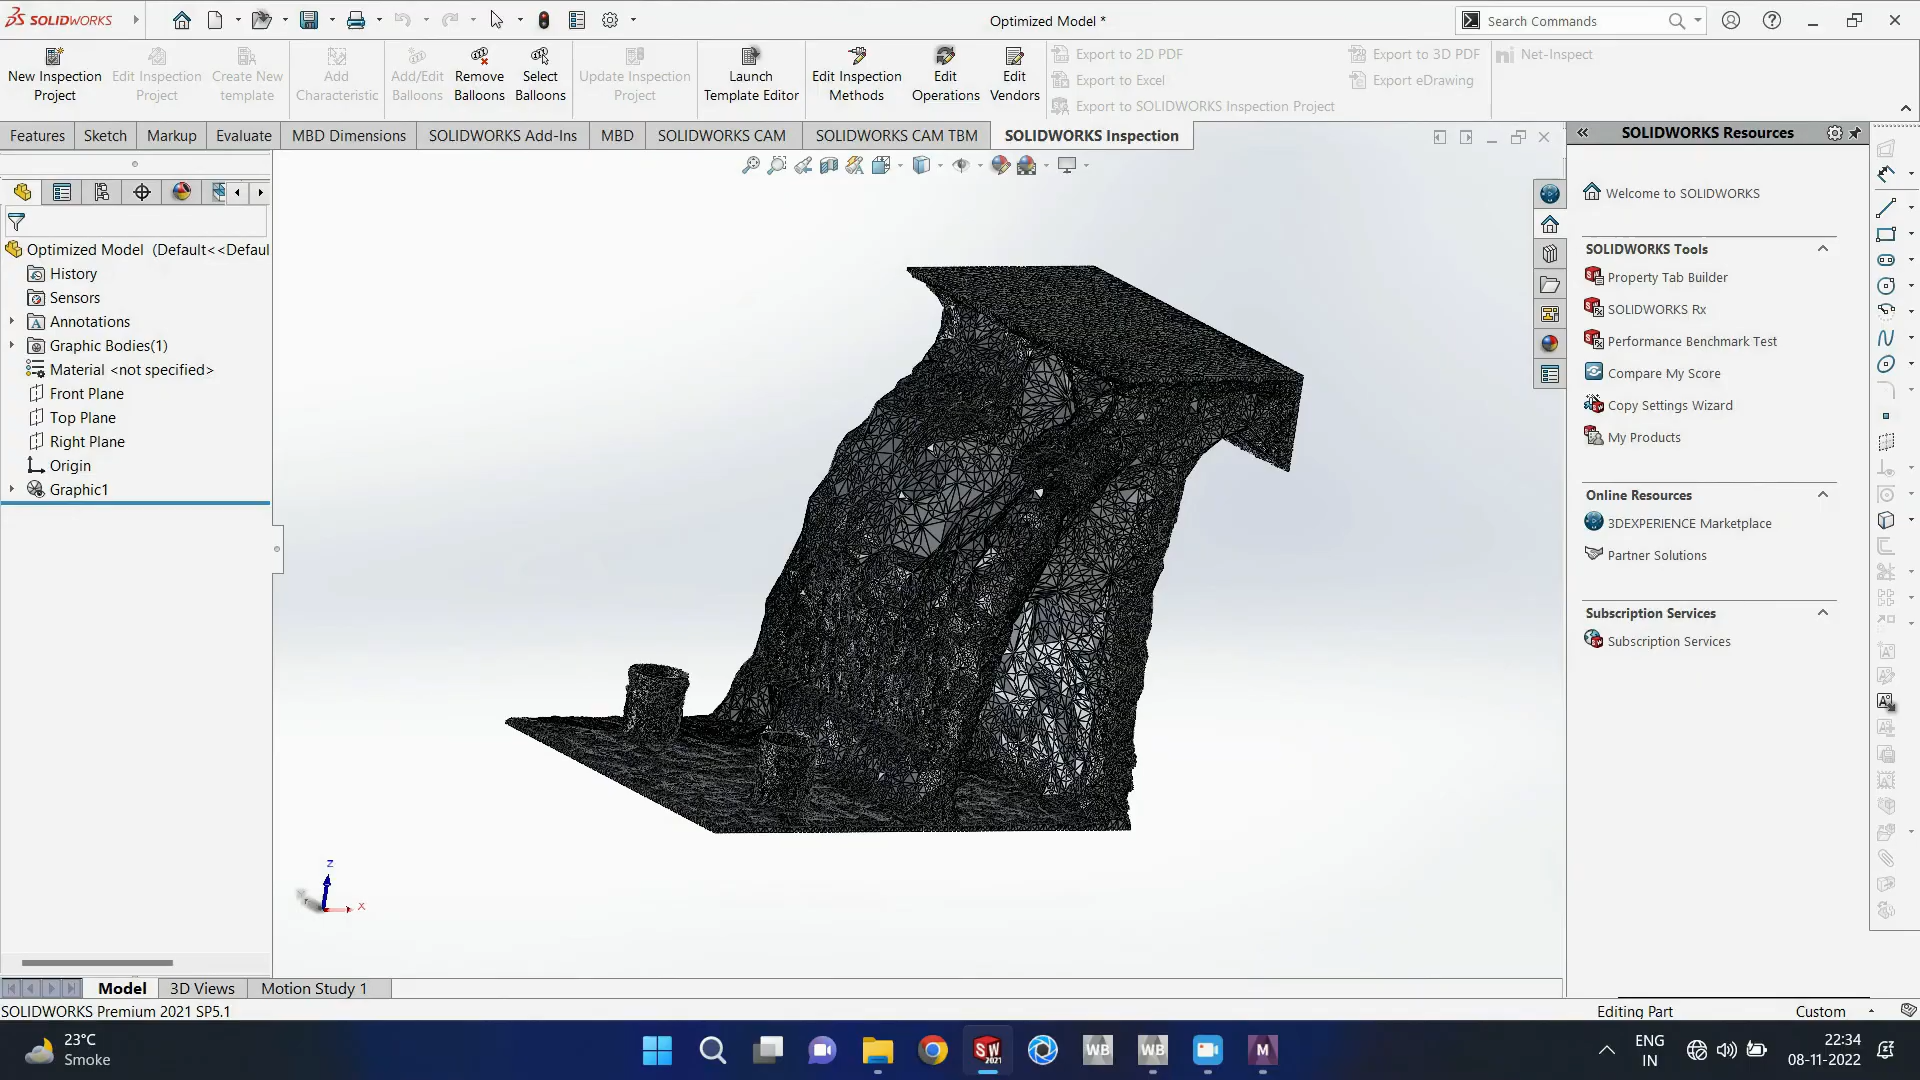 SOLIDWORKS
Optimized Model *
Search Commands
New Inspection
Project
Edit Inspection
Project
Create New
template
Add
Characteristic
Add/Edit
Balloons
Remove
Balloons
Select
Balloons
Update Inspection
Project
Launch
Template Editor
Edit Inspection
Methods
Edit
Operations
Edit
Vendors
Export to 2D PDF
Export to Excel
Export to SOLIDWORKS Inspection Project
Export to 3D PDF
Export eDrawing
Net-Inspect
Features
Sketch
Markup
Evaluate
MBD Dimensions
SOLIDWORKS Add-Ins
MBD
SOLIDWORKS CAM
SOLIDWORKS CAM TBM
SOLIDWORKS Inspection
Optimized Model (Default<<Defaul
History
Sensors
Annotations
Graphic Bodies(1)
Material <not specified>
Front Plane
Top Plane
Right Plane
Origin
Graphic1
z
x
SOLIDWORKS Resources
Welcome to SOLIDWORKS
SOLIDWORKS Tools
Property Tab Builder
SOLIDWORKS Rx
Performance Benchmark Test
Compare My Score
Copy Settings Wizard
My Products
Online Resources
3DEXPERIENCE Marketplace
Partner Solutions
Subscription Services
Subscription Services
Model
3D Views
Motion Study 1
SOLIDWORKS Premium 2021 SP5.1
Editing Part
Custom
23°C
Smoke
SW
2021
WB
WB
M
ENG
IN
22:34
08-11-2022